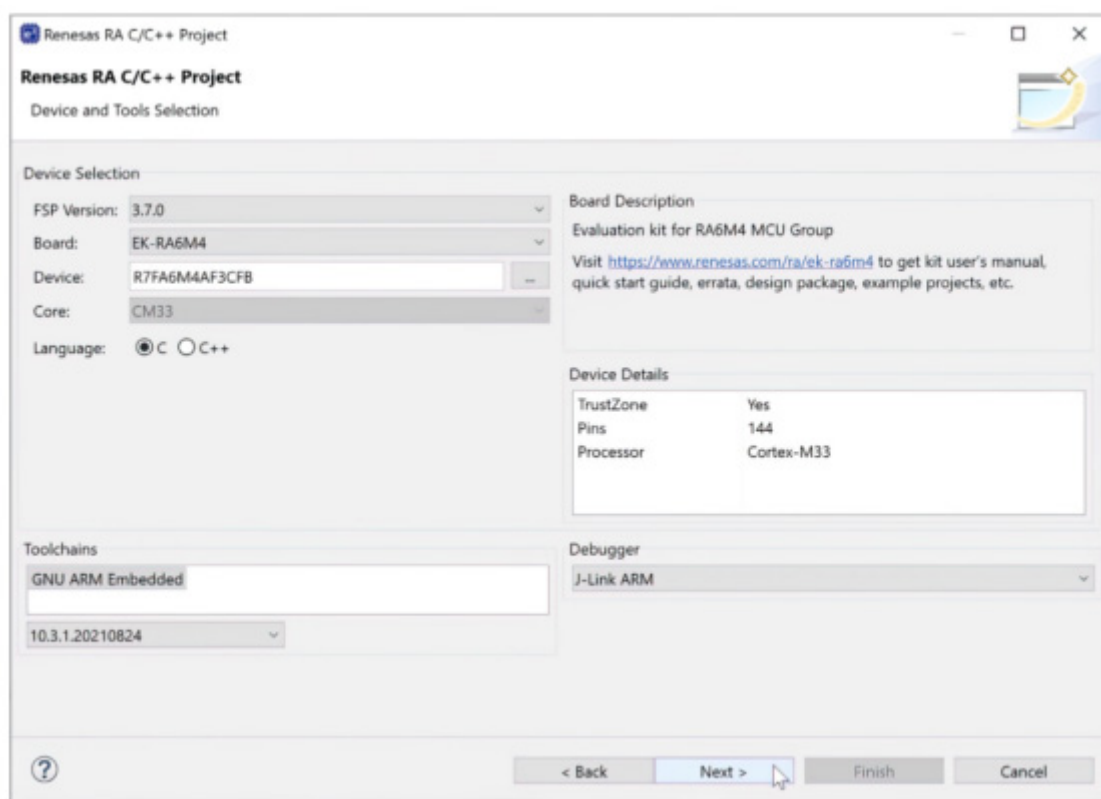 Renesas RA C/C++ Project
Renesas RA C/C++ Project
Device and Tools Selection
Device Selection
FSP Version: 3.7.0
Board: EK-RA6M4
Device: R7FA6M4AF3CFB ...
Core: CM33
Language: C C++
Board Description
Evaluation kit for RA6M4 MCU Group
Visit https://www.renesas.com/ra/ek-ra6m4 to get kit user's manual,
quick start guide, errata, design package, example projects, etc.
Device Details
TrustZone Yes
Pins 144
Processor Cortex-M33
Toolchains
GNU ARM Embedded
10.3.1.20210824
Debugger
J-Link ARM
?
< Back Next > Finish Cancel